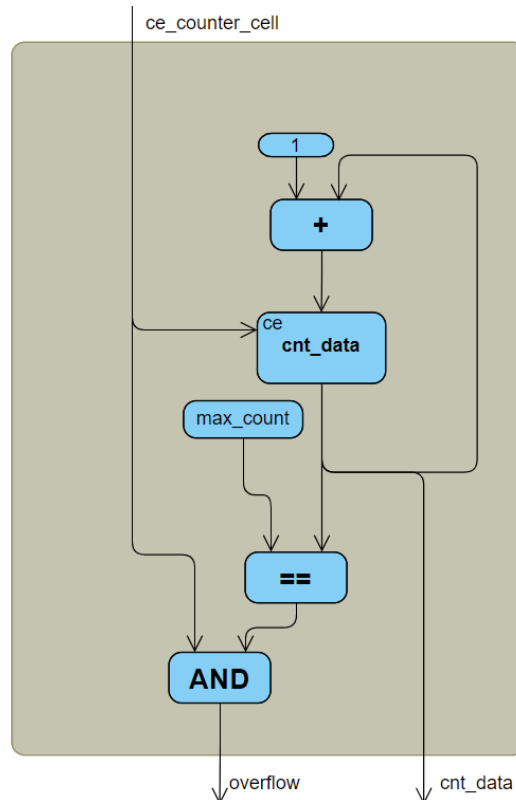 ce_counter_cell
1
+
ce
cnt_data
max_count
==
AND
overflow
cnt_data